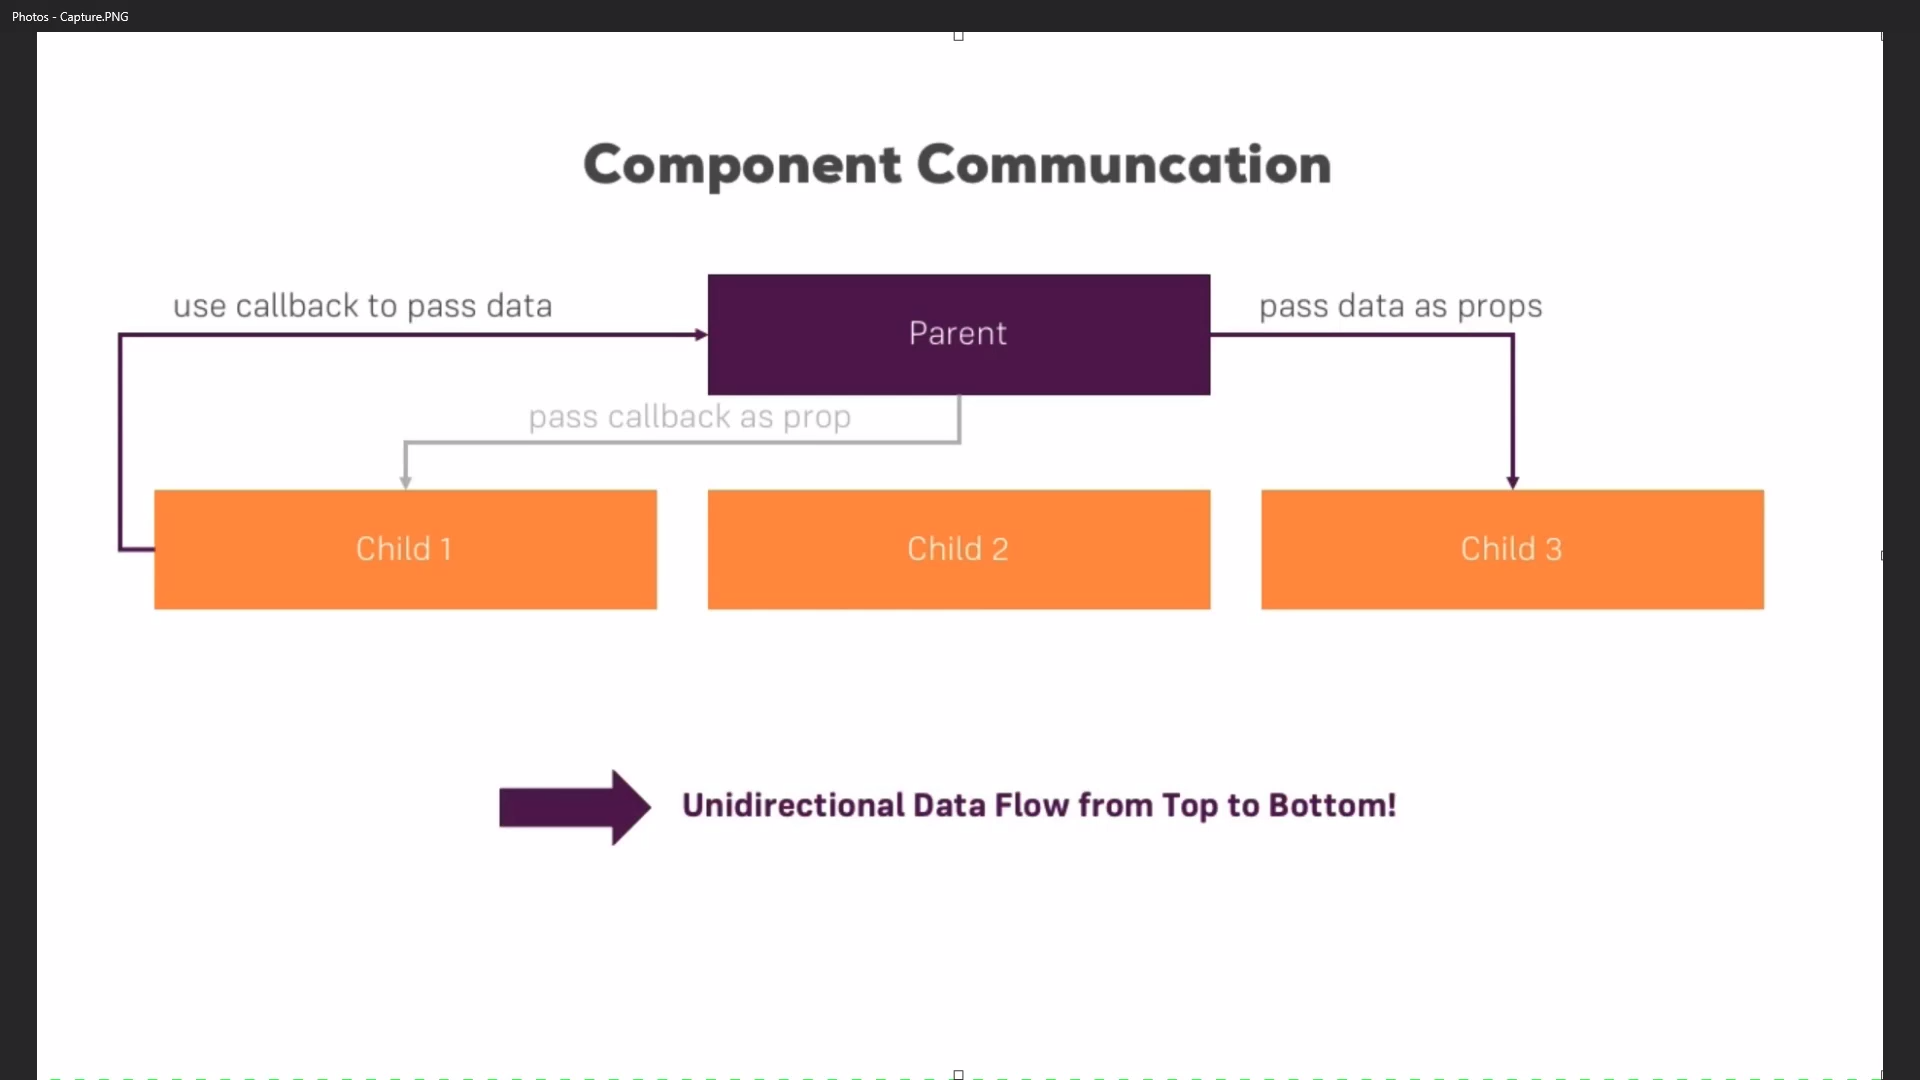 Photos - Capture.PNG
Component Communcation
use callback to pass data
Parent
pass data as props
pass callback as prop
Child 1
Child 2
Child 3
Unidirectional Data Flow from Top to Bottom!